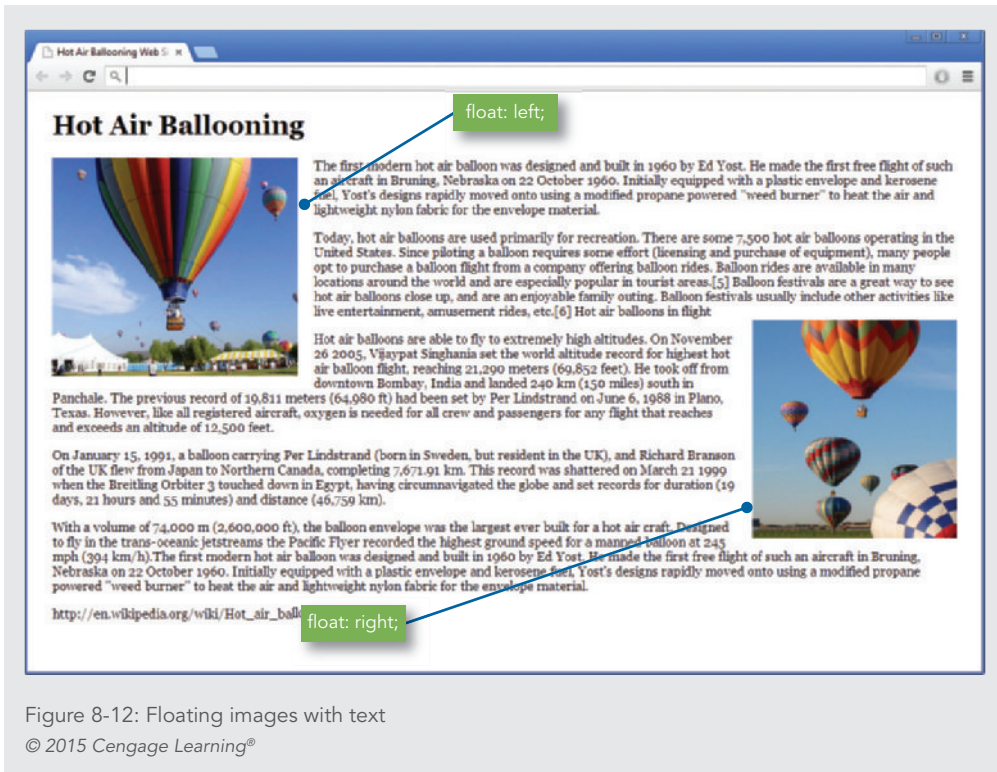 Hot Air Ballooning Web S
Hot Air Ballooning
float: left;
The first modern hot air balloon was designed and built in 1960 by Ed Yost. He made the first free flight of such
an aircraft in Bruning, Nebraska on 22 October 1960. Initially equipped with a plastic envelope and kerosene
fuel, Yost's designs rapidly moved onto using a modified propane powered "weed burner" to heat the air and
lightweight nylon fabric for the envelope material.
Today, hot air balloons are used primarily for recreation. There are some 7,500 hot air balloons operating in the
United States. Since piloting a balloon requires some effort (licensing and purchase of equipment), many people
opt to purchase a balloon flight from a company offering balloon rides. Balloon rides are available in many
locations around the world and are especially popular in tourist areas.[5] Balloon festivals are a great way to see
hot air balloons close up, and are an enjoyable family outing. Balloon festivals usually include other activities like
live entertainment, amusement rides, etc.[6] Hot air balloons in flight
Hot air balloons are able to fly to extremely high altitudes. On November
26 2005, Vijaypat Singhania set the world altitude record for highest hot
air balloon flight, reaching 21,290 meters (69,852 feet). He took off from
downtown Bombay, India and landed 240 km (150 miles) south in
Panchale. The previous record of 19,811 meters (64,980 ft) had been set by Per Lindstrand on June 6, 1988 in Plano,
Texas. However, like all registered aircraft, oxygen is needed for all crew and passengers for any flight that reaches
and exceeds an altitude of 12,500 feet.
On January 15, 1991, a balloon carrying Per Lindstrand (born in Sweden, but resident in the UK), and Richard Branson
of the UK flew from Japan to Northern Canada, completing 7,671.91 km. This record was shattered on March 21 1999
when the Breitling Orbiter 3 touched down in Egypt, having circumnavigated the globe and set records for duration (19
days, 21 hours and 55 minutes) and distance (46,759 km).
With a volume of 74,000 m (2,600,000 ft), the balloon envelope was the largest ever built for a hot air craft. Designed
to fly in the trans-oceanic jetstreams the Pacific Flyer recorded the highest ground speed for a manned balloon at 245
mph (394 km/h).The first modern hot air balloon was designed and built in 1960 by Ed Yost. He made the first free flight of such an aircraft in Bruning,
Nebraska on 22 October 1960. Initially equipped with a plastic envelope and kerosene fuel, Yost's designs rapidly moved onto using a modified propane
powered "weed burner" to heat the air and lightweight nylon fabric for the envelope material.
http://en.wikipedia.org/wiki/Hot_air_ballo
float: right;
Figure 8-12: Floating images with text
© 2015 Cengage Learning®